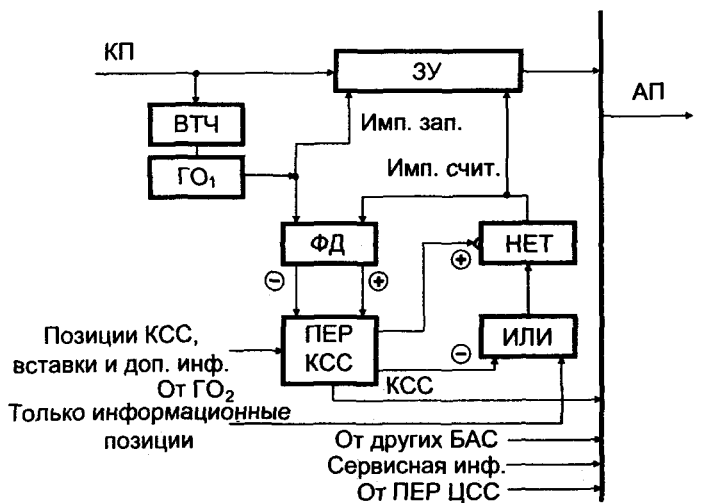 КП
ЗУ
АП
ВТЧ
Имп. зап.
ГО₁
Имп. счит.
ФД
НЕТ
⊖
⊕
⊕
Позиции КСС,
вставки и доп. инф.
От ГО₂
ПЕР
КСС
ИЛИ
⊖
КСС
Только информационные
позиции
От других БАС
Сервисная инф.
От ПЕР ЦСС